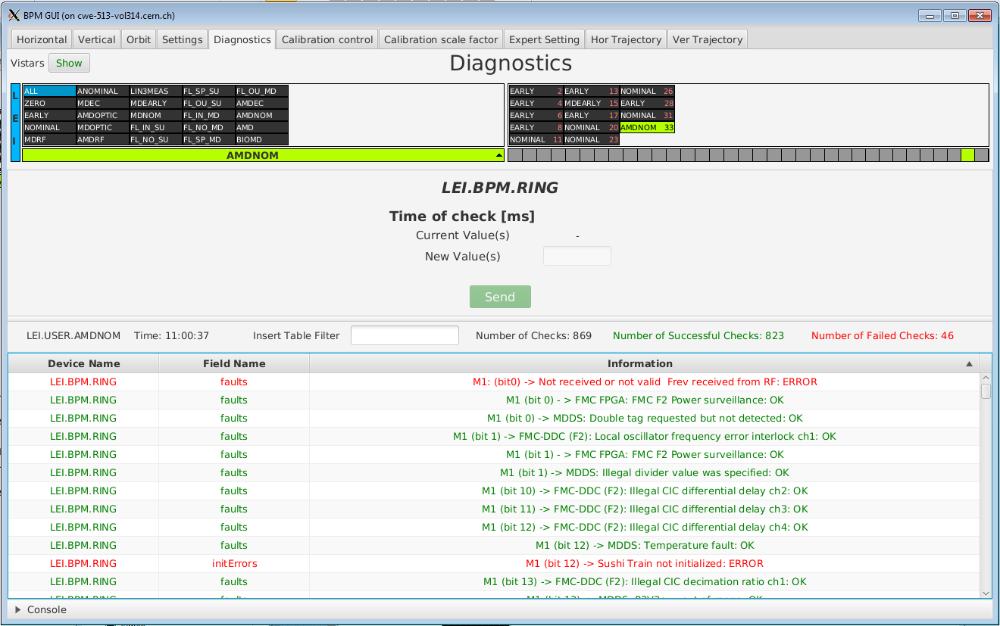 BPM GUI (on cwe-513-vol314.cern.ch)
Horizontal Vertical Orbit Settings Diagnostics Calibration control Calibration scale factor Expert Setting Hor Trajectory Ver Trajectory
Vistars Show Diagnostics
LEI
ALL ANOMINAL LIN3MEAS FL_SP_SU FL_OU_MD EARLY 2 EARLY 13 NOMINAL 26
ZERO MDEC MDEARLY FL_OU_SU AMDEC EARLY 4 MDEARLY 15 EARLY 28
EARLY AMDOPTIC MDNOM FL_IN_MD AMDNOM EARLY 6 EARLY 17 NOMINAL 31
NOMINAL MDOPTIC FL_IN_SU FL_NO_MD AMD EARLY 8 NOMINAL 20 AMDNOM 33
MDRF AMDRF FL_NO_SU FL_SP_MD BIOMD NOMINAL 11 NOMINAL 23
AMDNOM
LEI.BPM.RING
Time of check [ms]
Current Value(s) -
New Value(s)
Send
LEI.USER.AMDNOM Time: 11:00:37 Insert Table Filter Number of Checks: 869 Number of Successful Checks: 823 Number of Failed Checks: 46
Device Name Field Name Information
LEI.BPM.RING faults M1: (bit0) -> Not received or not valid  Frev received from RF: ERROR
LEI.BPM.RING faults M1 (bit 0) - > FMC FPGA: FMC F2 Power surveillance: OK
LEI.BPM.RING faults M1 (bit 0) -> MDDS: Double tag requested but not detected: OK
LEI.BPM.RING faults M1 (bit 1) -> FMC-DDC (F2): Local oscillator frequency error interlock ch1: OK
LEI.BPM.RING faults M1 (bit 1) - > FMC FPGA: FMC F2 Power surveillance: OK
LEI.BPM.RING faults M1 (bit 1) -> MDDS: Illegal divider value was specified: OK
LEI.BPM.RING faults M1 (bit 10) -> FMC-DDC (F2): Illegal CIC differential delay ch2: OK
LEI.BPM.RING faults M1 (bit 11) -> FMC-DDC (F2): Illegal CIC differential delay ch3: OK
LEI.BPM.RING faults M1 (bit 12) -> FMC-DDC (F2): Illegal CIC differential delay ch4: OK
LEI.BPM.RING faults M1 (bit 12) -> MDDS: Temperature fault: OK
LEI.BPM.RING initErrors M1 (bit 12) -> Sushi Train not initialized: ERROR
LEI.BPM.RING faults M1 (bit 13) -> FMC-DDC (F2): Illegal CIC decimation ratio ch1: OK
Console